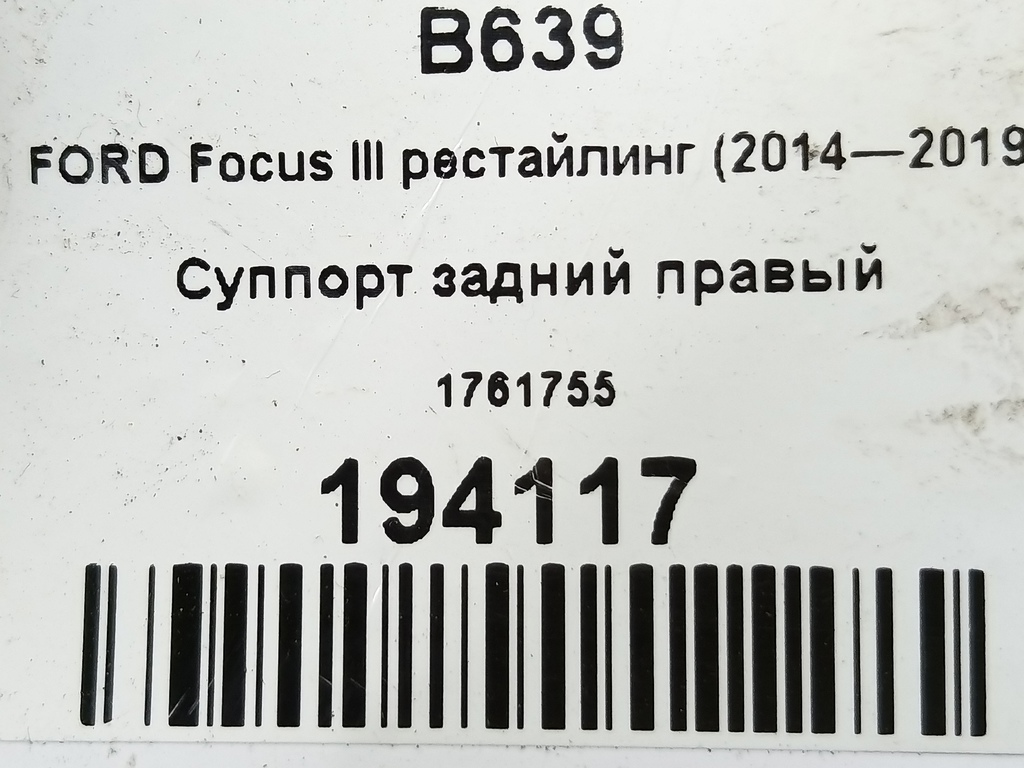 B639
FORD Focus III рестайлинг (2014—2019
Суппорт задний правый
1761755
194117